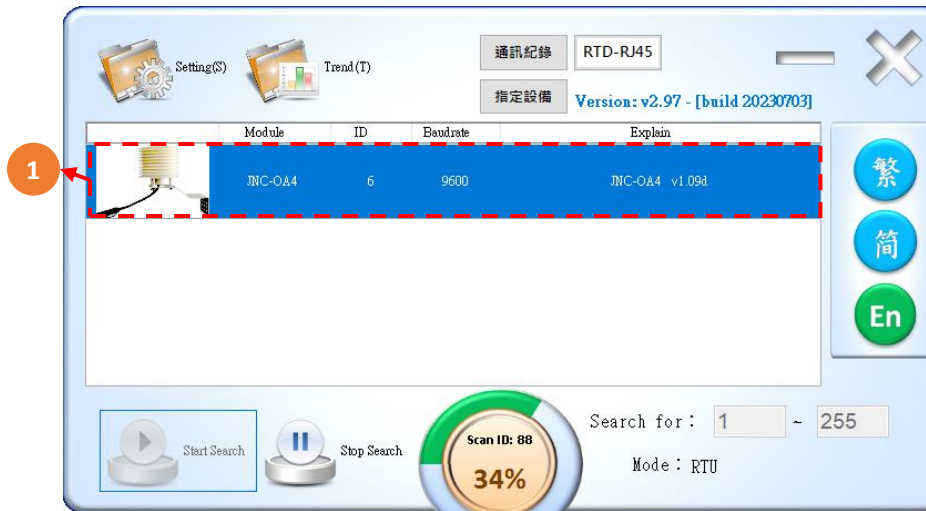 Setting(S)
Trend (T)
通訊紀錄
RTD-RJ45
指定設備
Version: v2.97 - [build 20230703]
Module ID Baudrate Explain
1
JNC-OA4 6 9600 JNC-OA4 v1.09d
繁
简
En
Start Search
Stop Search
Scan ID: 88
34%
Search for： 1 ~ 255
Mode：RTU